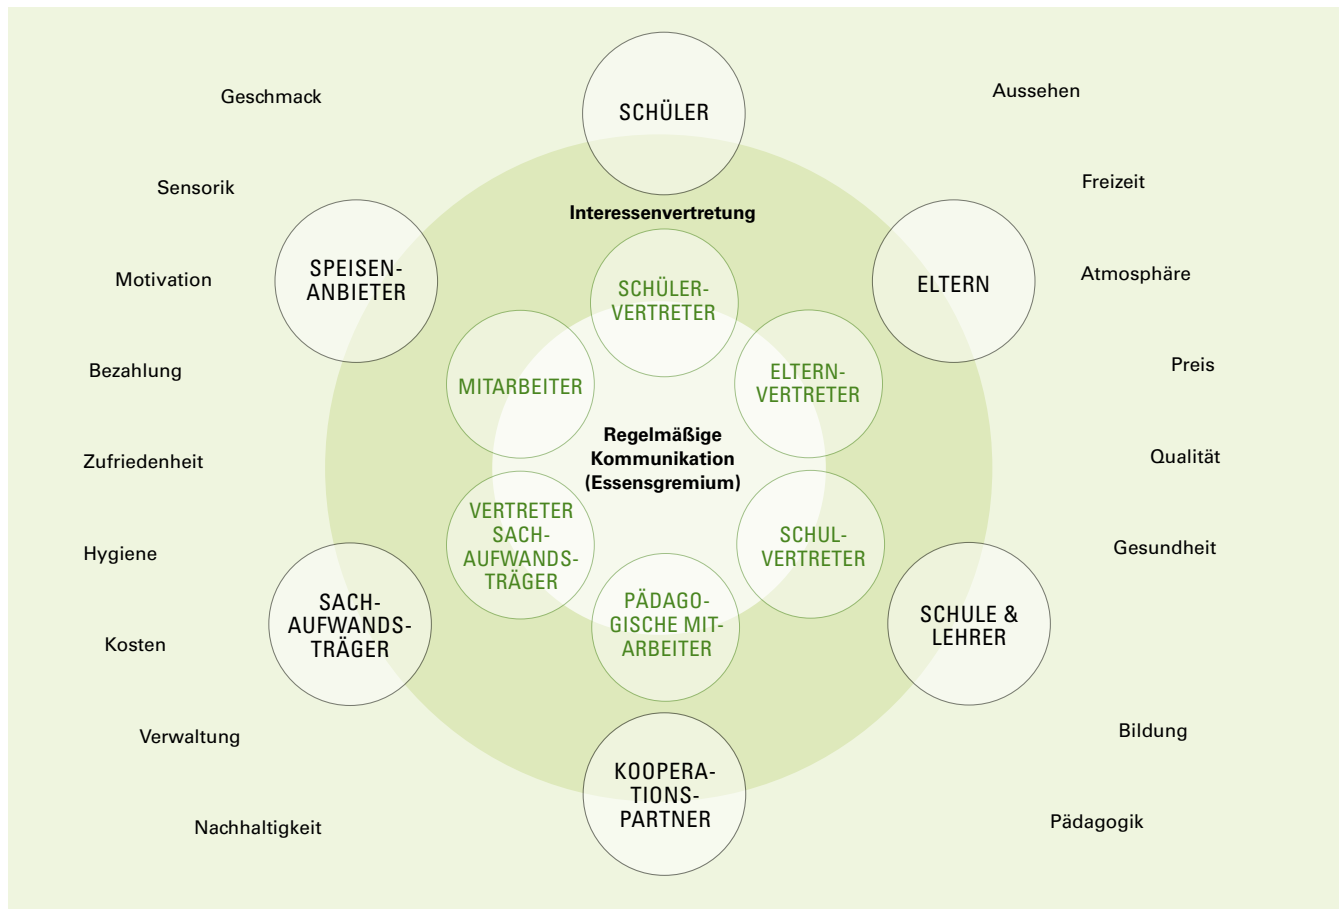 Geschmack
Sensorik
Motivation
Bezahlung
Zufriedenheit
Hygiene
Kosten
Verwaltung
Nachhaltigkeit
SCHÜLER
SPEISEN-
ANBIETER
ELTERN
SACH-
AUFWANDS-
TRÄGER
SCHULE &
LEHRER
KOOPERA-
TIONS-
PARTNER
Interessenvertretung
SCHÜLER-
VERTRETER
MITARBEITER
ELTERN-
VERTRETER
Regelmäßige
Kommunikation
(Essensgremium)
VERTRETER
SACH-
AUFWANDS-
TRÄGER
SCHUL-
VERTRETER
PÄDAGO-
GISCHE MIT-
ARBEITER
Aussehen
Freizeit
Atmosphäre
Preis
Qualität
Gesundheit
Bildung
Pädagogik